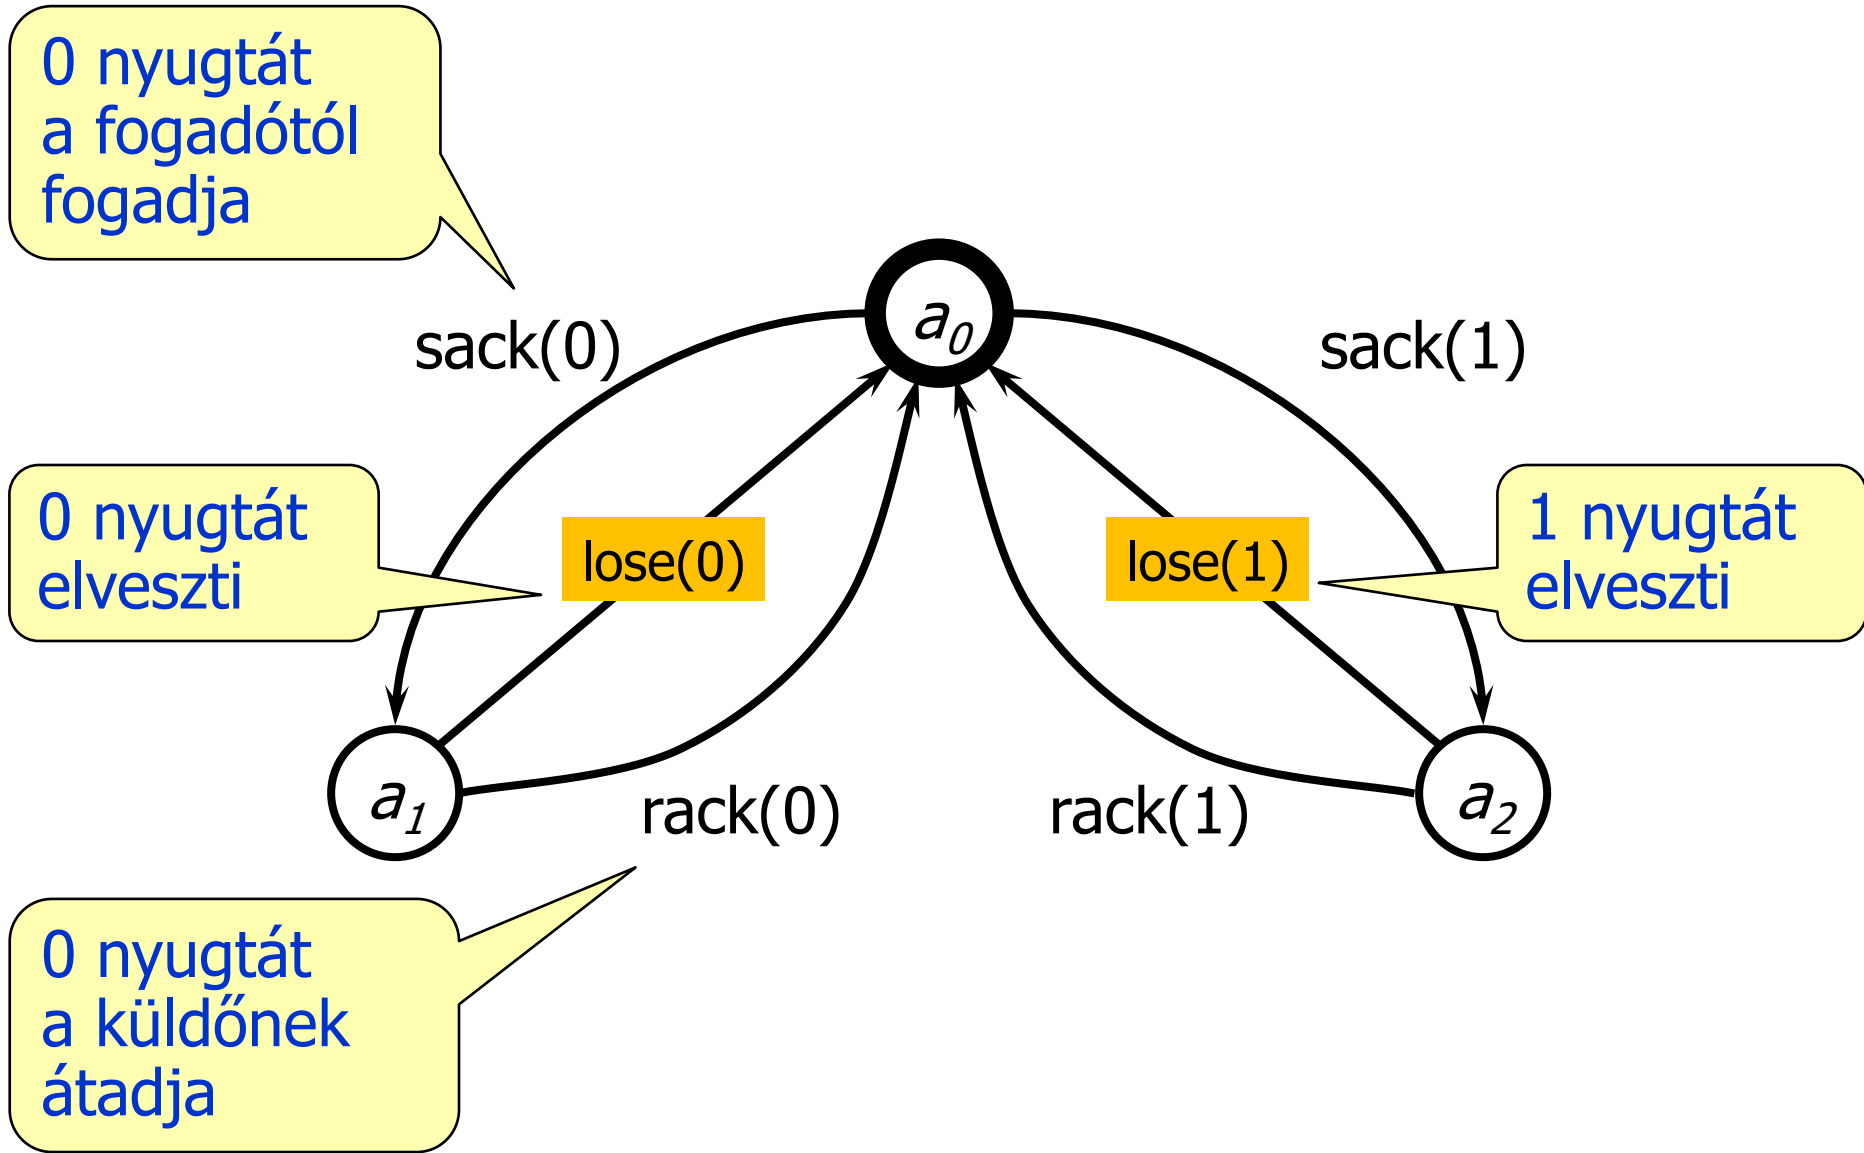 0 nyugtát
a fogadótól
fogadja
a0
sack(0)
sack(1)
0 nyugtát
elveszti
lose(0)
lose(1)
1 nyugtát
elveszti
a1
rack(0)
rack(1)
a2
0 nyugtát
a küldőnek
átadja